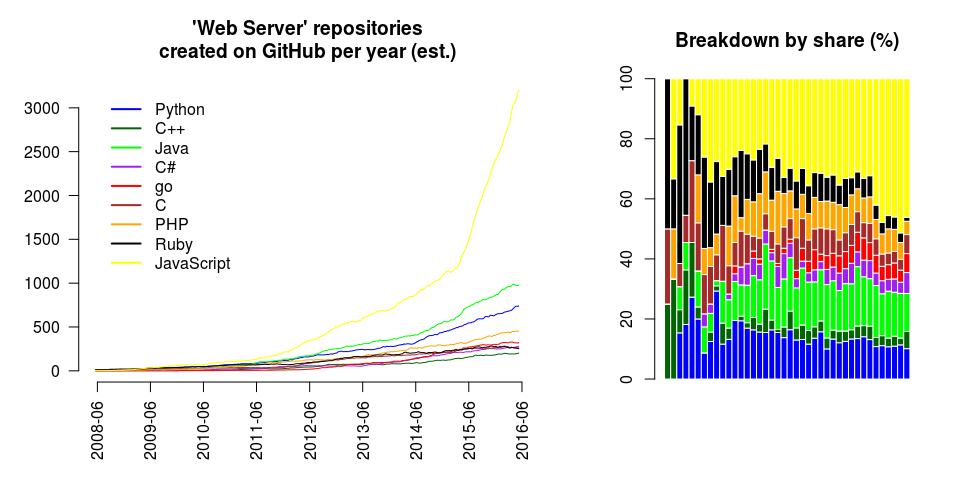 'Web Server' repositories
created on GitHub per year (est.)
3000
2500
2000
1500
1000
500
0
Python
C++
Java
C#
go
C
PHP
Ruby
JavaScript
2008-06
2009-06
2010-06
2011-06
2012-06
2013-06
2014-06
2015-06
2016-06
Breakdown by share (%)
100
80
60
40
20
0